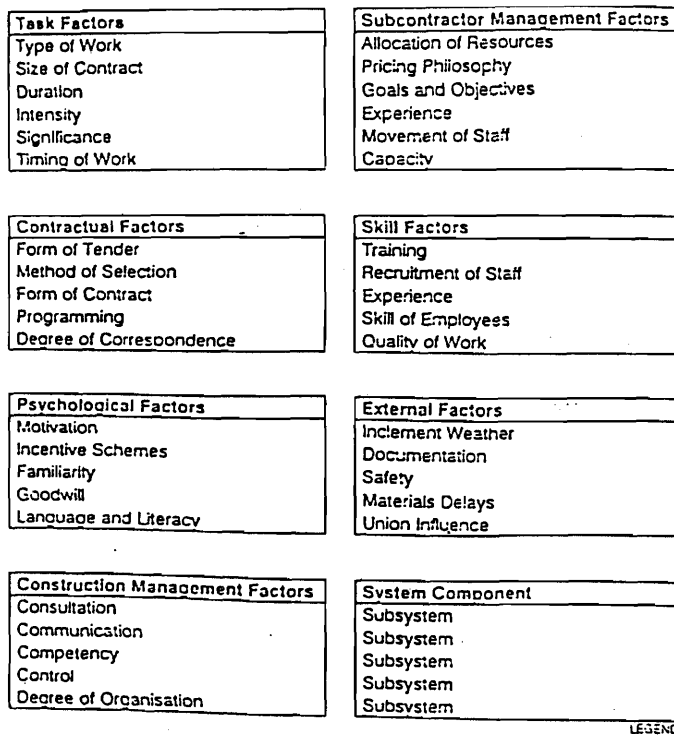 Task Factors
Type of Work
Size of Contract
Duration
Intensity
Significance
Timing of Work
Subcontractor Management Factors
Allocation of Resources
Pricing Philosophy
Goals and Objectives
Experience
Movement of Staff
Capacity
Contractual Factors
Form of Tender
Method of Selection
Form of Contract
Programming
Degree of Correspondence
Skill Factors
Training
Recruitment of Staff
Experience
Skill of Employees
Quality of Work
Psychological Factors
Motivation
Incentive Schemes
Familiarity
Goodwill
Language and Literacy
External Factors
Inclement Weather
Documentation
Safety
Materials Delays
Union Influence
Construction Management Factors
Consultation
Communication
Competency
Control
Degree of Organisation
System Component
Subsystem
Subsystem
Subsystem
Subsystem
Subsystem
LEGEND